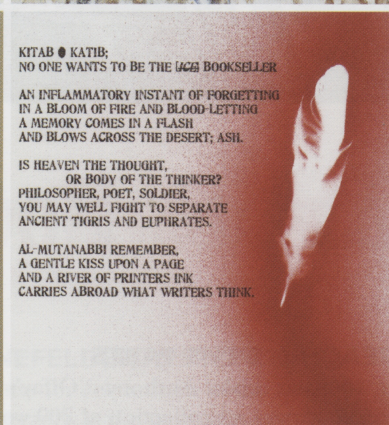 KITAB ● KATIB;
NO ONE WANTS TO BE THE ICE BOOKSELLER
AN INFLAMMATORY INSTANT OF FORGETTING
IN A BLOOM OF FIRE AND BLOOD-LETTING
A MEMORY COMES IN A FLASH
AND BLOWS ACROSS THE DESERT; ASH.
IS HEAVEN THE THOUGHT,
OR BODY OF THE THINKER?
PHILOSOPHER, POET, SOLDIER,
YOU MAY WELL FIGHT TO SEPARATE
ANCIENT TIGRIS AND EUPHRATES.
AL-MUTANABBI REMEMBER,
A GENTLE KISS UPON A PAGE
AND A RIVER OF PRINTERS INK
CARRIES ABROAD WHAT WRITERS THINK.